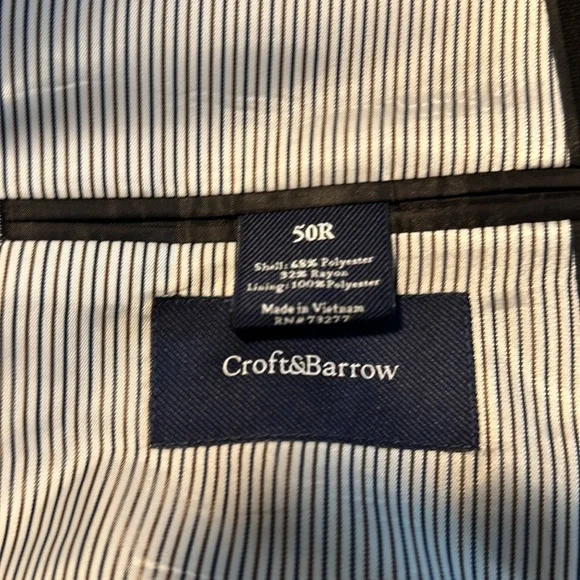 50R
Shell: 68% Polyester
32% Rayon
Lining: 100% Polyester
Made in Vietnam
RN# 73277
Croft&Barrow